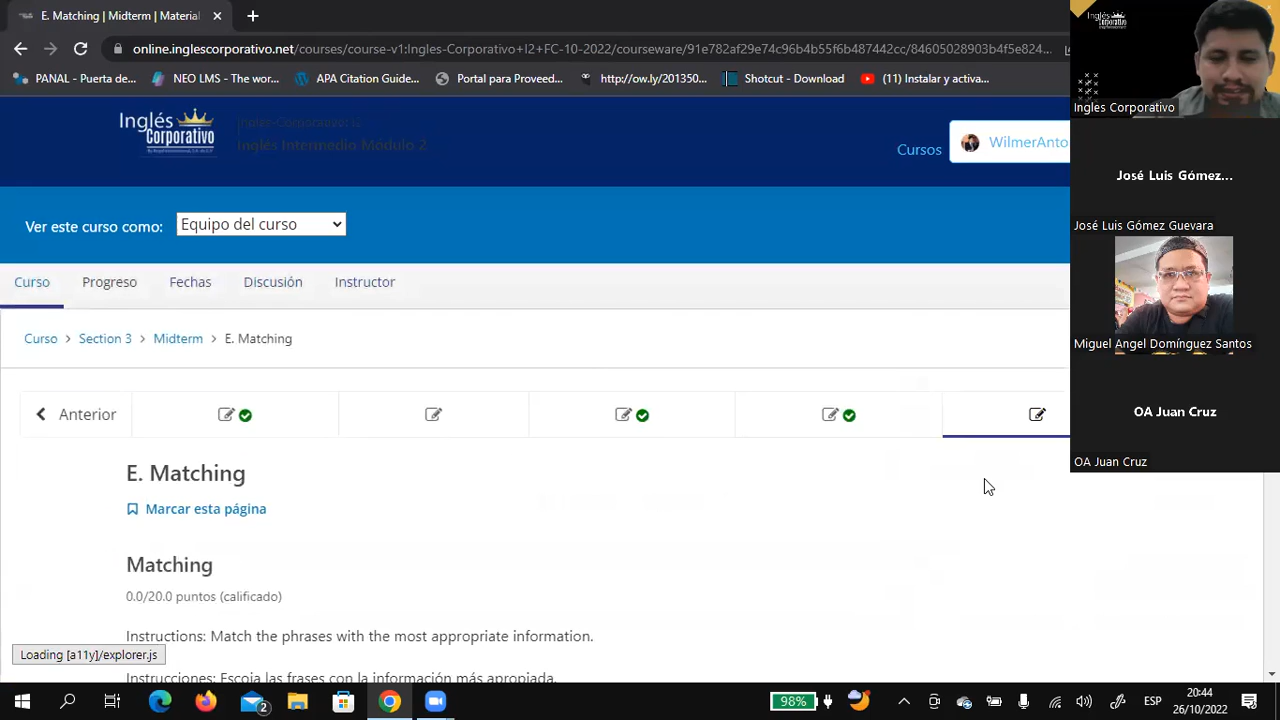 E. Matching | Midterm | Material
online.inglescorporativo.net/courses/course-v1:Ingles-Corporativo+I2+FC-10-2022/courseware/91e782af29e74c96b4b55f6b487442cc/84605028903b4f5e824...
PANAL - Puerta de...
NEO LMS - The wor...
APA Citation Guide...
Portal para Proveed...
http://ow.ly/201350...
Shotcut - Download
(11) Instalar y activa...
Inglés Corporativo
Ingles-Corporativo: I2
Inglés Intermedio Módulo 2
Cursos
WilmerAnto
Ver este curso como:
Equipo del curso
Curso
Progreso
Fechas
Discusión
Instructor
Curso > Section 3 > Midterm > E. Matching
Anterior
E. Matching
Marcar esta página
Matching
0.0/20.0 puntos (calificado)
Instructions: Match the phrases with the most appropriate information.
Instrucciones: Escoja las frases con la información más apropiada.
Loading [a11y]/explorer.js
Inglés
Corporativo
Ingles Corporativo
José Luis Gómez...
José Luis Gómez Guevara
Miguel Angel Domínguez Santos
OA Juan Cruz
OA Juan Cruz
2
98%
ESP
20:44
26/10/2022